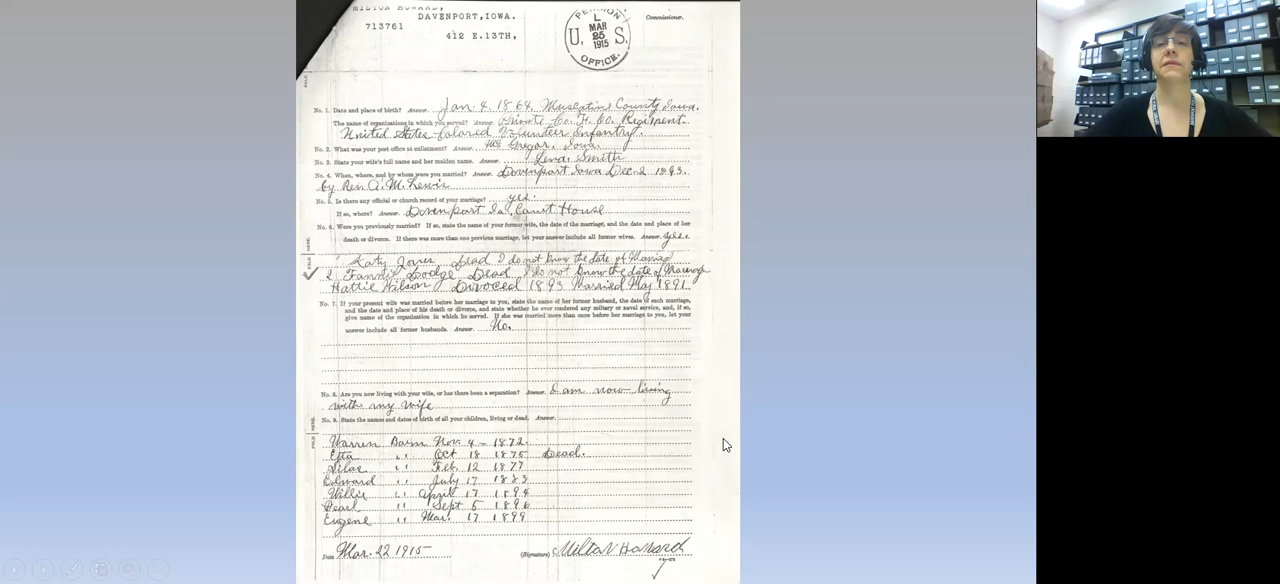 MILTON HOWARD,
DAVENPORT, IOWA.
713761
412 E. 13TH,
PENSION
L
MAR
25
U. S.
1915
OFFICE.
Commissioner.
No. 1. Date and place of birth? Answer. Jan. 4. 1864. Muscatine County Iowa.
The name of organizations in which you served? Answer. Private Co. F. Co. Regiment.
United States Colored Volunteer Infantry.
No. 2. What was your post office at enlistment? Answer. McGregor, Iowa,
No. 3. State your wife's full name and her maiden name. Answer. Lena Smith
No. 4. When, where, and by whom were you married? Answer. Davenport Iowa Dec-2 1893.
by Rev. A. M. Lewis
No. 5. Is there any official or church record of your marriage? yes.
If so, where? Answer. Davenport Ia. Court House
No. 6. Were you previously married? If so, state the name of your former wife, the date of the marriage, and the date and place of her
death or divorce. If there was more than one previous marriage, let your answer include all former wives. Answer. yes.
1 Katy Jones Dead I do not know the date of Married
2. Fannie Dodge Dead, I do not know the date of Marriage
Hattie Wilson Divoced 1893 Married May 1891.
No. 7. If your present wife was married before her marriage to you, state the name of her former husband, the date of such marriage,
and the date and place of his death or divorce, and state whether he ever rendered any military or naval service, and, if so,
give name of the organization in which he served. If she was married more than once before her marriage to you, let your
answer include all former husbands. Answer. No.
No. 8. Are you now living with your wife, or has there been a separation? Answer. I am now living
with my wife
No. 9. State the names and dates of birth of all your children, living or dead. Answer.
Warren Born Nov. 4 - 1872.
Etta " Oct 18 1875 Dead.
Silas " Feb. 12 1877
Edward " July 17 1883
Willie " April 17 1894
Pearl " Sept 5 1896
Eugene " Mar. 17 1899
Date Mar. 22 1915 (Signature) Milton Howard
FOLD HERE.
FOLD HERE.